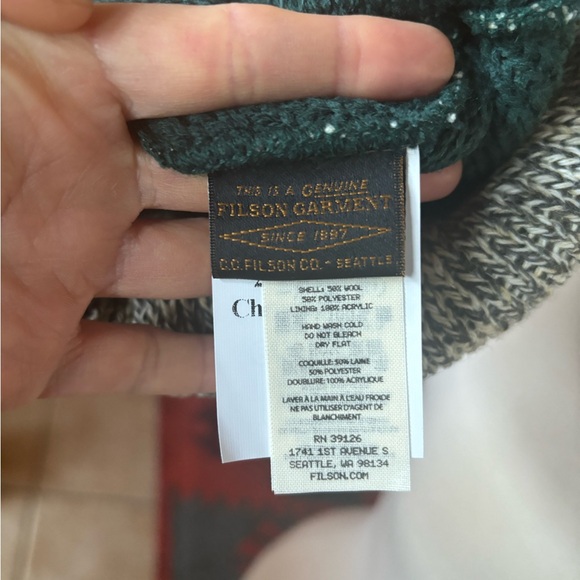 THIS IS A GENUINE
FILSON GARMENT
SINCE 1897
C.C. FILSON CO. - SEATTLE
Ch
SHELL: 50% WOOL
50% POLYESTER
LINING: 100% ACRYLIC
HAND WASH COLD
DO NOT BLEACH
DRY FLAT
COQUILLE: 50% LAINE
50% POLYESTER
DOUBLURE: 100% ACRYLIQUE
LAVER À LA MAIN À L'EAU FROIDE
NE PAS UTILISER D'AGENT DE
BLANCHIMENT
RN 39126
1741 1ST AVENUE S
SEATTLE, WA 98134
FILSON.COM